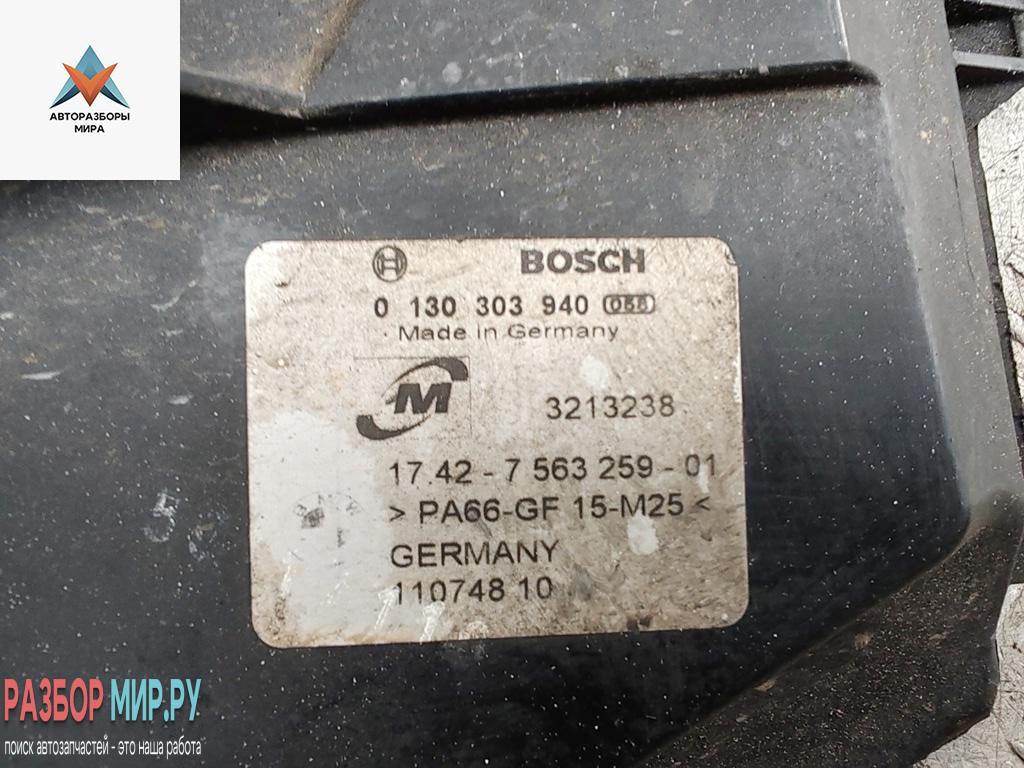 АВТОРАЗБОРЫ
МИРА
BOSCH
0 130 303 940
Made in Germany
M
3213238
17.42 - 7 563 259 - 01
> PA66-GF 15-M25 <
GERMANY
110748 10
РАЗБОР МИР.РУ
поиск автозапчастей - это наша работа